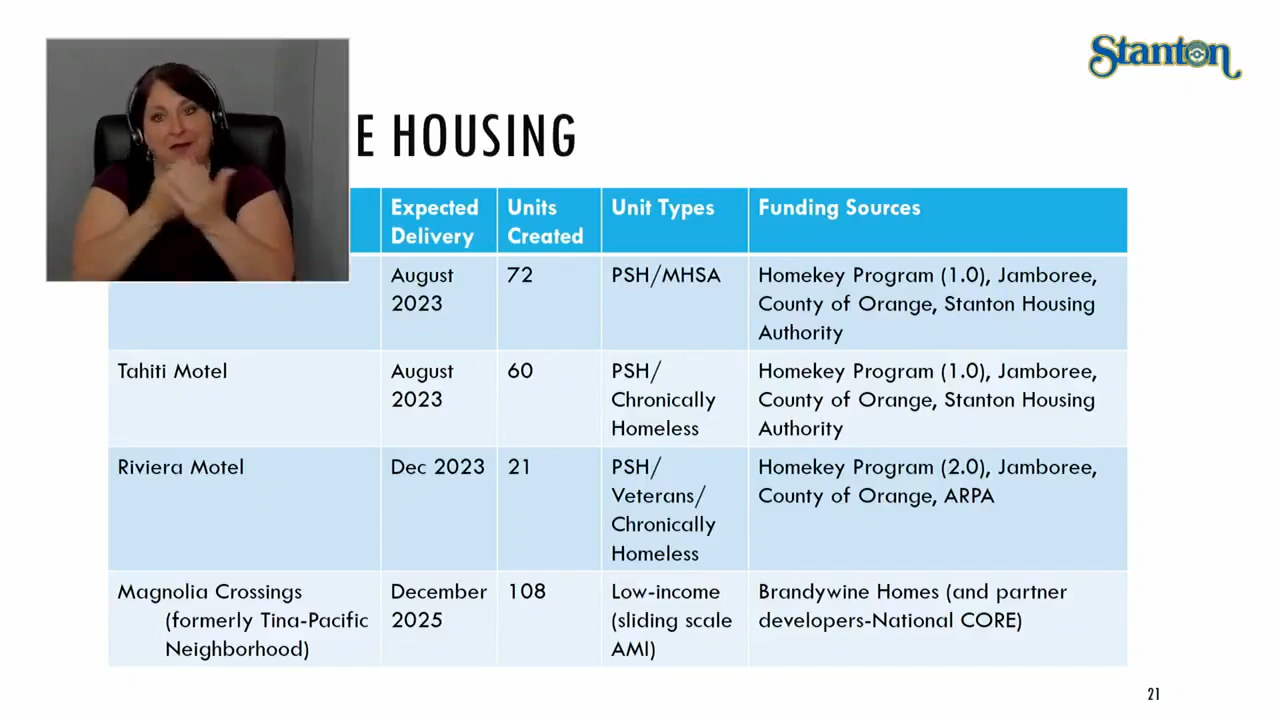 Stanton
E HOUSING
Expected Delivery
Units Created
Unit Types
Funding Sources
August 2023
72
PSH/MHSA
Homekey Program (1.0), Jamboree,
County of Orange, Stanton Housing
Authority
Tahiti Motel
August 2023
60
PSH/
Chronically
Homeless
Homekey Program (1.0), Jamboree,
County of Orange, Stanton Housing
Authority
Riviera Motel
Dec 2023
21
PSH/
Veterans/
Chronically
Homeless
Homekey Program (2.0), Jamboree,
County of Orange, ARPA
Magnolia Crossings
(formerly Tina-Pacific
Neighborhood)
December
2025
108
Low-income
(sliding scale
AMI)
Brandywine Homes (and partner
developers-National CORE)
21